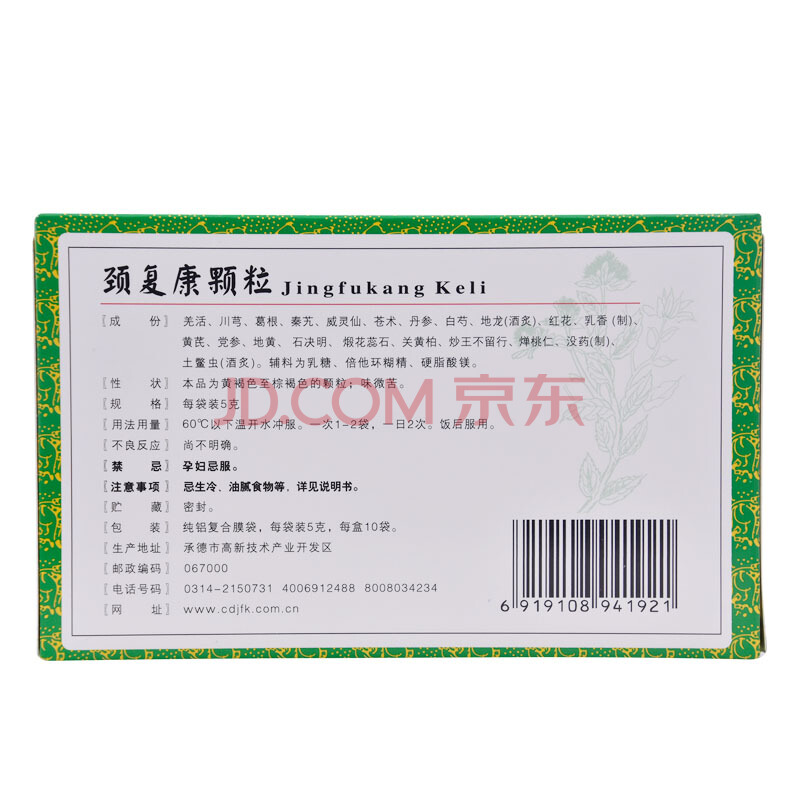 颈复康颗粒 Jingfukang Keli
〖成份〗 羌活、川芎、葛根、秦艽、威灵仙、苍术、丹参、白芍、地龙(酒炙)、红花、乳香(制)、
黄芪、党参、地黄、石决明、煅花蕊石、关黄柏、炒王不留行、燀桃仁、没药(制)、
土鳖虫(酒炙)。辅料为乳糖、倍他环糊精、硬脂酸镁。
〖性状〗 本品为黄褐色至棕褐色的颗粒；味微苦。
〖规格〗 每袋装5克
〖用法用量〗 60℃以下温开水冲服。一次1-2袋，一日2次。饭后服用。
〖不良反应〗 尚不明确。
〖禁忌〗 孕妇忌服。
〖注意事项〗 忌生冷、油腻食物等，详见说明书。
〖贮藏〗 密封。
〖包装〗 纯铝复合膜袋，每袋装5克，每盒10袋。
〖生产地址〗 承德市高新技术产业开发区
〖邮政编码〗 067000
〖电话号码〗 0314-2150731 4006912488 8008034234
〖网址〗 www.cdjfk.com.cn
6 919108 941921
JD.COM 京东